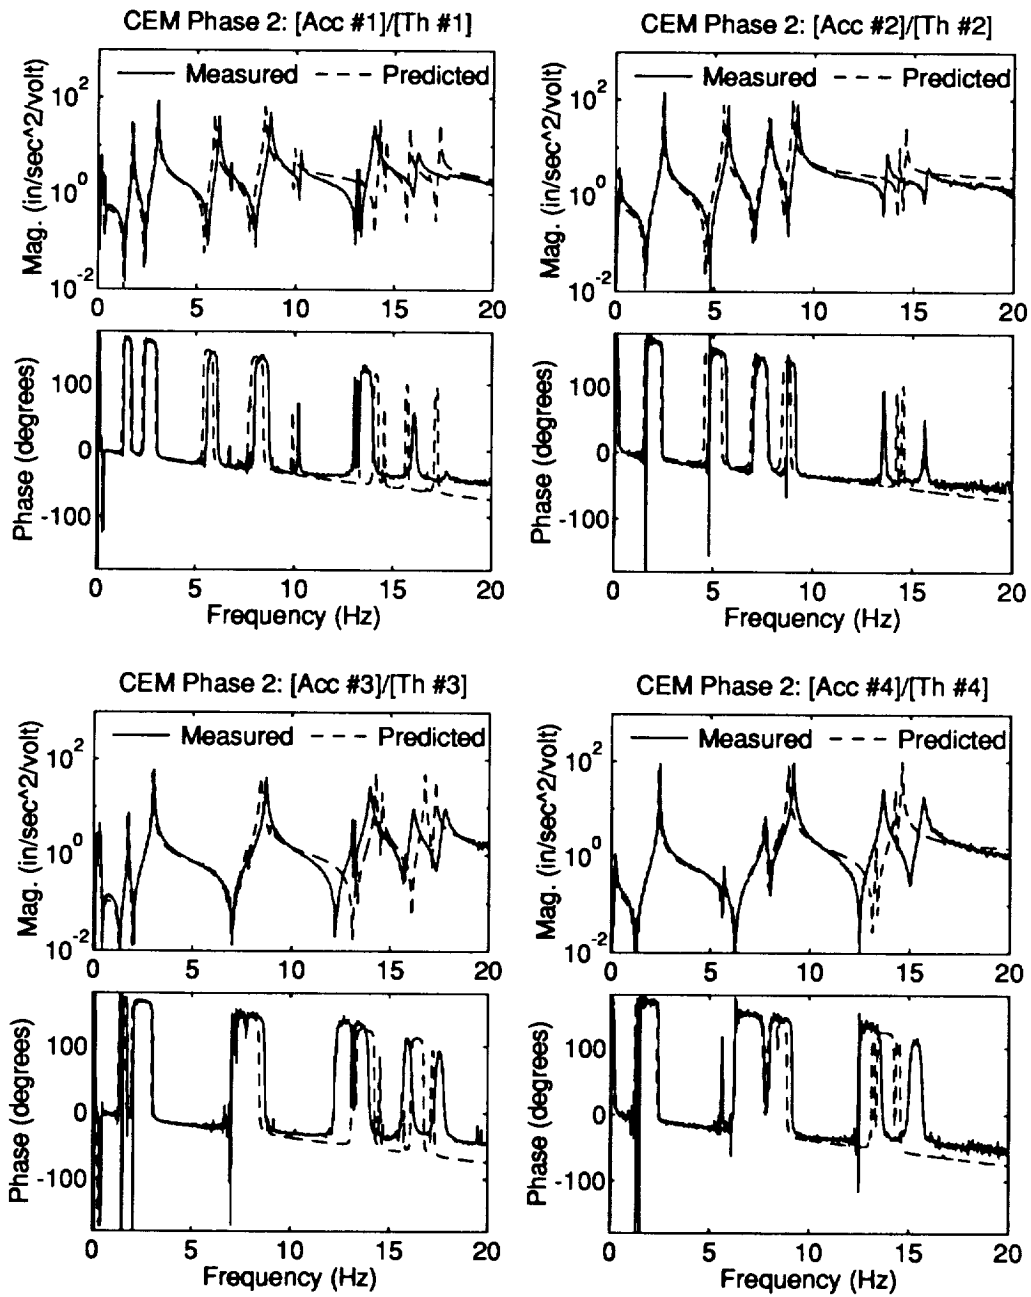 CEM Phase 2: [Acc #1]/[Th #1]
Measured Predicted
Mag. (in/sec^2/volt)
10^2
10^0
10^-2
0 5 10 15 20
Phase (degrees)
100
0
-100
0 5 10 15 20
Frequency (Hz)
CEM Phase 2: [Acc #2]/[Th #2]
Measured Predicted
Mag. (in/sec^2/volt)
10^2
10^0
10^-2
0 5 10 15 20
Phase (degrees)
100
0
-100
0 5 10 15 20
Frequency (Hz)
CEM Phase 2: [Acc #3]/[Th #3]
Measured Predicted
Mag. (in/sec^2/volt)
10^2
10^0
10^-2
0 5 10 15 20
Phase (degrees)
100
0
-100
0 5 10 15 20
Frequency (Hz)
CEM Phase 2: [Acc #4]/[Th #4]
Measured Predicted
Mag. (in/sec^2/volt)
10^2
10^0
10^-2
0 5 10 15 20
Phase (degrees)
100
0
-100
0 5 10 15 20
Frequency (Hz)